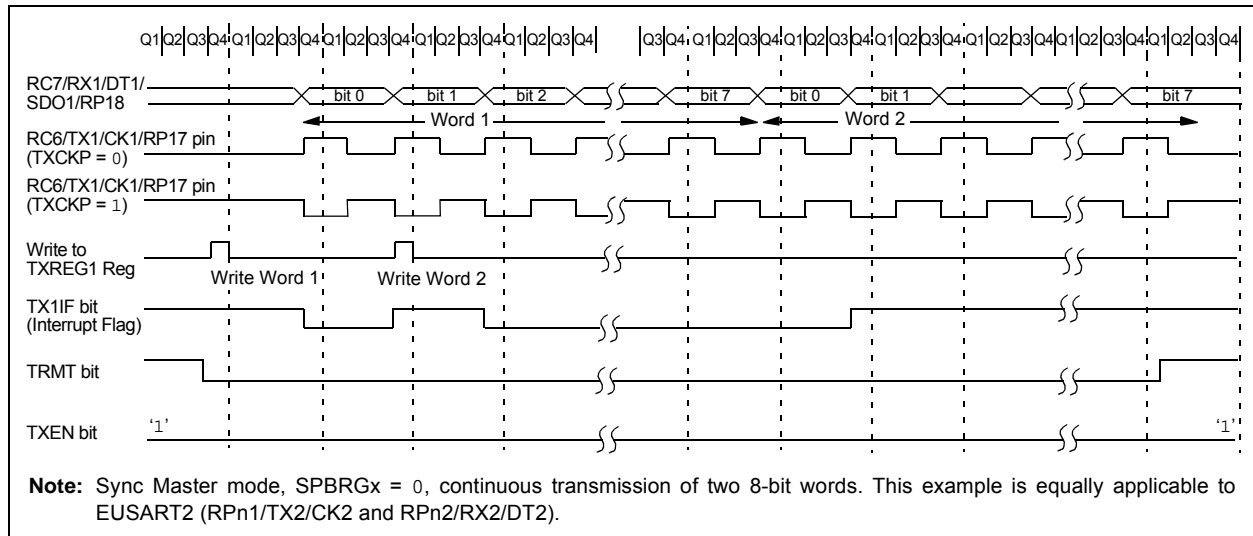 Q1 Q2 Q3 Q4 Q1 Q2 Q3 Q4 Q1 Q2 Q3 Q4 Q1 Q2 Q3 Q4 Q1 Q2 Q3 Q4 Q3 Q4 Q1 Q2 Q3 Q4 Q1 Q2 Q3 Q4 Q1 Q2 Q3 Q4 Q1 Q2 Q3 Q4 Q1 Q2 Q3 Q4 Q1 Q2 Q3 Q4
RC7/RX1/DT1/
SDO1/RP18
bit 0 bit 1 bit 2 bit 7 bit 0 bit 1 bit 7
Word 1 Word 2
RC6/TX1/CK1/RP17 pin
(TXCKP = 0)
RC6/TX1/CK1/RP17 pin
(TXCKP = 1)
Write to
TXREG1 Reg
Write Word 1 Write Word 2
TX1IF bit
(Interrupt Flag)
TRMT bit
TXEN bit
‘1’ ‘1’
Note: Sync Master mode, SPBRGx = 0, continuous transmission of two 8-bit words. This example is equally applicable to
EUSART2 (RPn1/TX2/CK2 and RPn2/RX2/DT2).